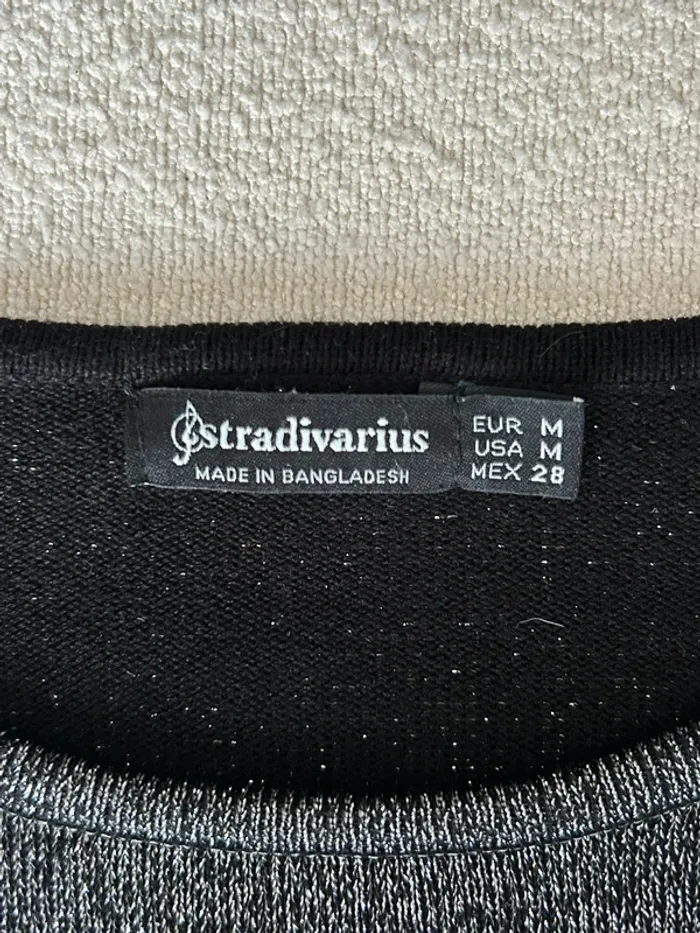 stradivarius
MADE IN BANGLADESH
EUR M
USA M
MEX 28